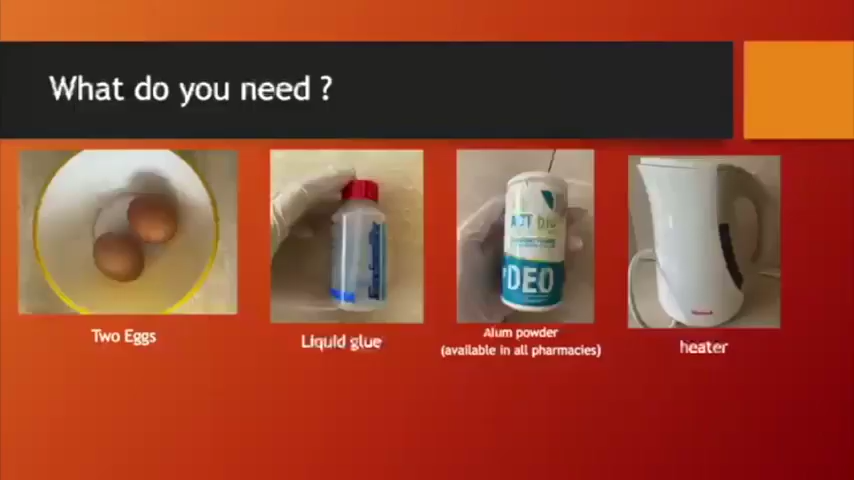 What do you need ?
DEO
Two Eggs
Liquid glue
Alum powder
(available in all pharmacies)
heater